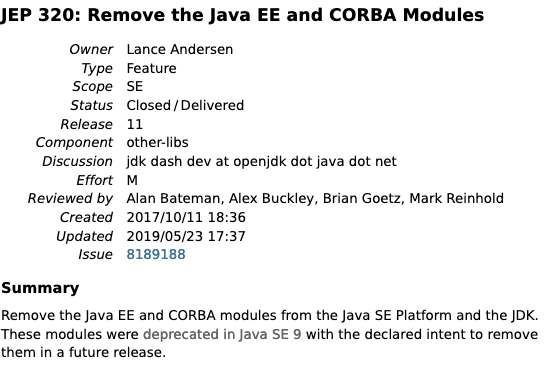 JEP 320: Remove the Java EE and CORBA Modules
Owner Lance Andersen
Type Feature
Scope SE
Status Closed / Delivered
Release 11
Component other-libs
Discussion jdk dash dev at openjdk dot java dot net
Effort M
Reviewed by Alan Bateman, Alex Buckley, Brian Goetz, Mark Reinhold
Created 2017/10/11 18:36
Updated 2019/05/23 17:37
Issue 8189188
Summary
Remove the Java EE and CORBA modules from the Java SE Platform and the JDK.
These modules were deprecated in Java SE 9 with the declared intent to remove
them in a future release.